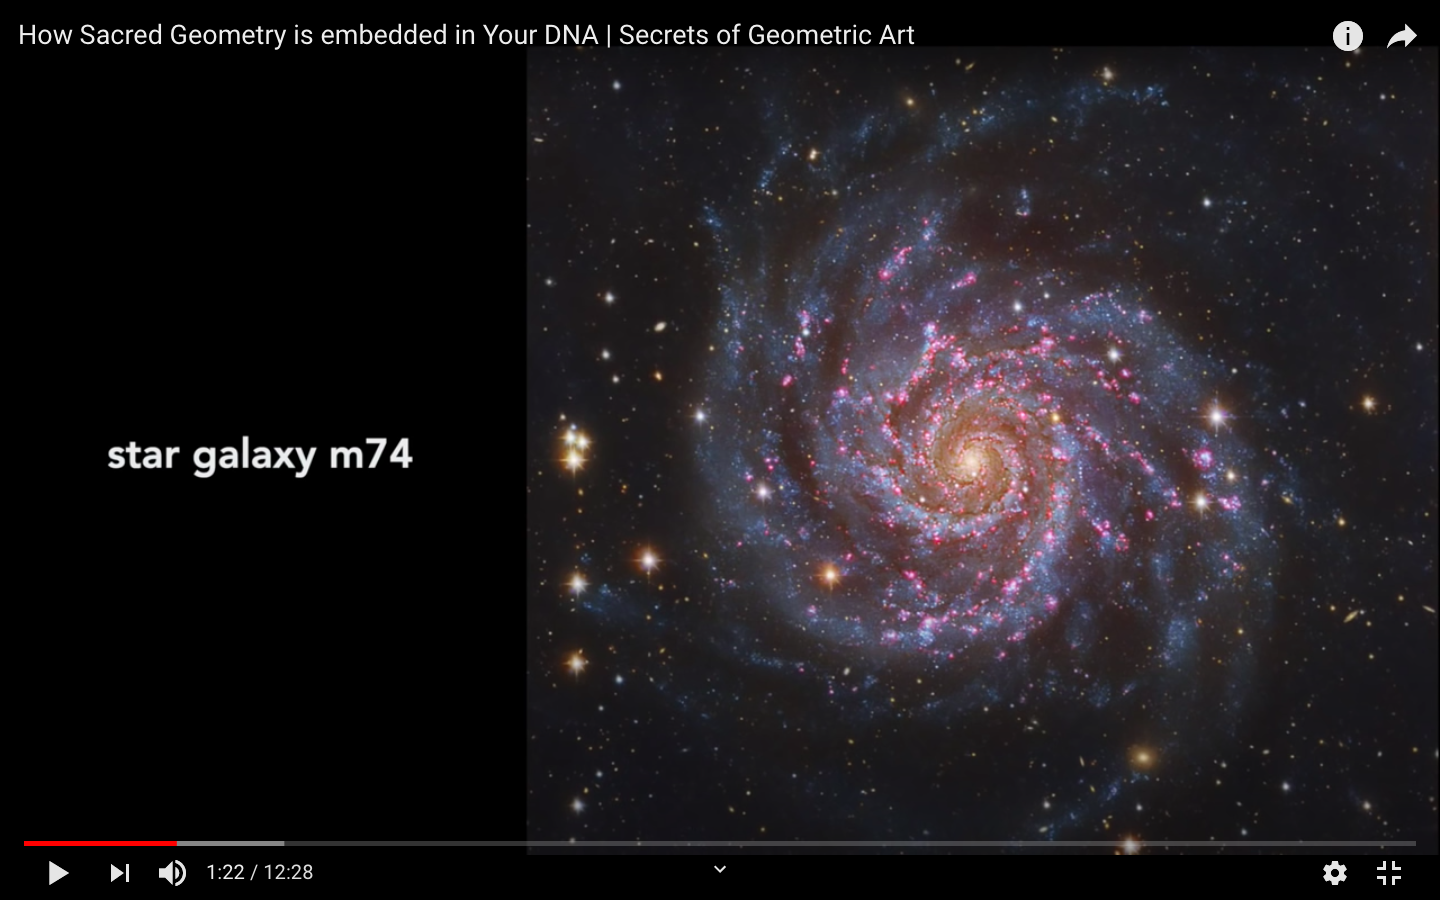 How Sacred Geometry is embedded in Your DNA | Secrets of Geometric Art
star galaxy m74
1:22 / 12:28